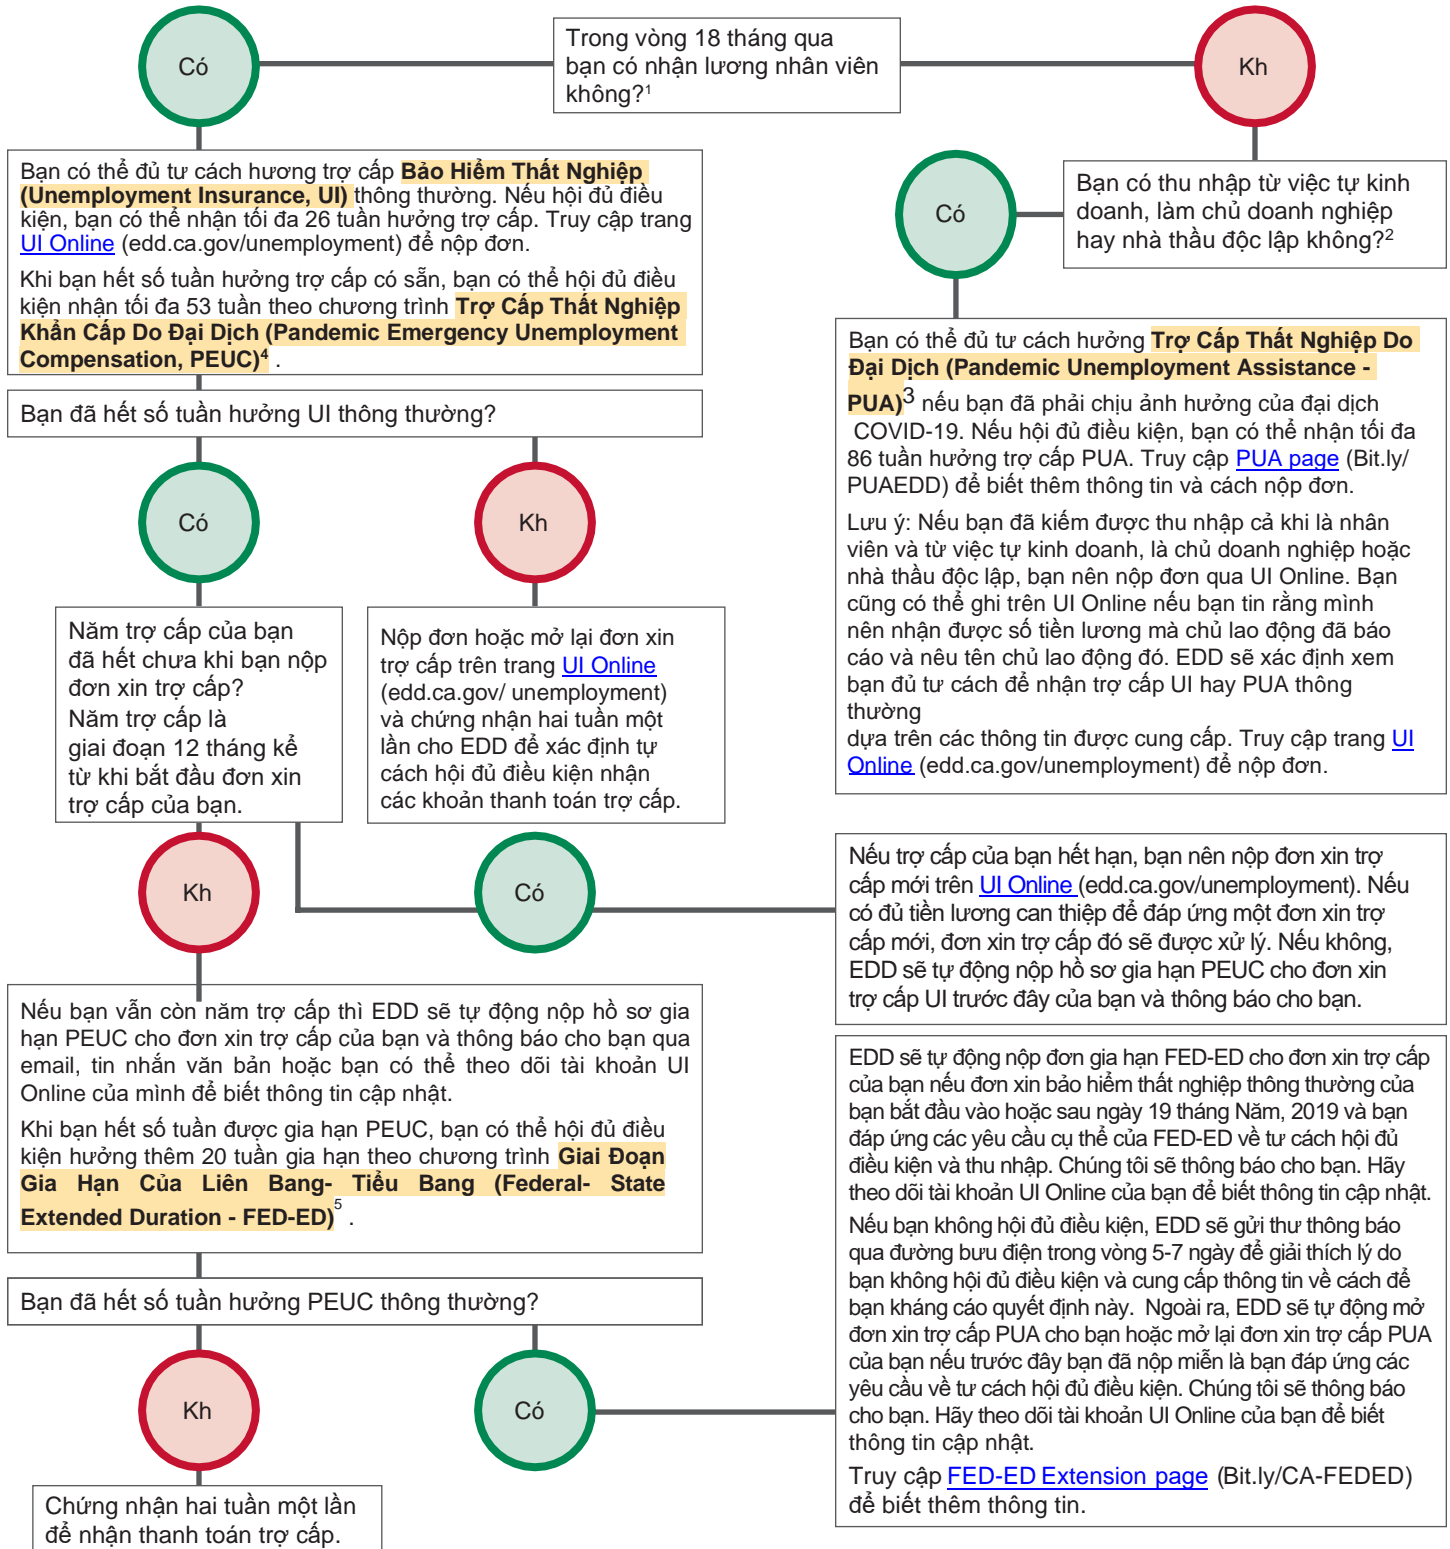 Có
Trong vòng 18 tháng qua
bạn có nhận lương nhân viên
không?¹
Kh
Bạn có thể đủ tư cách hương trợ cấp Bảo Hiểm Thất Nghiệp
(Unemployment Insurance, UI) thông thường. Nếu hội đủ điều
kiện, bạn có thể nhận tối đa 26 tuần hưởng trợ cấp. Truy cập trang
UI Online (edd.ca.gov/unemployment) để nộp đơn.
Khi bạn hết số tuần hưởng trợ cấp có sẵn, bạn có thể hội đủ điều
kiện nhận tối đa 53 tuần theo chương trình Trợ Cấp Thất Nghiệp
Khẩn Cấp Do Đại Dịch (Pandemic Emergency Unemployment
Compensation, PEUC)⁴ .
Có
Bạn có thu nhập từ việc tự kinh
doanh, làm chủ doanh nghiệp
hay nhà thầu độc lập không?²
Bạn có thể đủ tư cách hưởng Trợ Cấp Thất Nghiệp Do
Đại Dịch (Pandemic Unemployment Assistance -
PUA)³ nếu bạn đã phải chịu ảnh hưởng của đại dịch
COVID-19. Nếu hội đủ điều kiện, bạn có thể nhận tối đa
86 tuần hưởng trợ cấp PUA. Truy cập PUA page (Bit.ly/
PUAEDD) để biết thêm thông tin và cách nộp đơn.
Lưu ý: Nếu bạn đã kiếm được thu nhập cả khi là nhân
viên và từ việc tự kinh doanh, là chủ doanh nghiệp hoặc
nhà thầu độc lập, bạn nên nộp đơn qua UI Online. Bạn
cũng có thể ghi trên UI Online nếu bạn tin rằng mình
nên nhận được số tiền lương mà chủ lao động đã báo
cáo và nêu tên chủ lao động đó. EDD sẽ xác định xem
bạn đủ tư cách để nhận trợ cấp UI hay PUA thông
thường
dựa trên các thông tin được cung cấp. Truy cập trang UI
Online (edd.ca.gov/unemployment) để nộp đơn.
Bạn đã hết số tuần hưởng UI thông thường?
Có
Kh
Năm trợ cấp của bạn
đã hết chưa khi bạn nộp
đơn xin trợ cấp?
Năm trợ cấp là
giai đoạn 12 tháng kể
từ khi bắt đầu đơn xin
trợ cấp của bạn.
Nộp đơn hoặc mở lại đơn xin
trợ cấp trên trang UI Online
(edd.ca.gov/ unemployment)
và chứng nhận hai tuần một
lần cho EDD để xác định tự
cách hội đủ điều kiện nhận
các khoản thanh toán trợ cấp.
Kh
Có
Nếu trợ cấp của bạn hết hạn, bạn nên nộp đơn xin trợ
cấp mới trên UI Online (edd.ca.gov/unemployment). Nếu
có đủ tiền lương can thiệp để đáp ứng một đơn xin trợ
cấp mới, đơn xin trợ cấp đó sẽ được xử lý. Nếu không,
EDD sẽ tự động nộp hồ sơ gia hạn PEUC cho đơn xin
trợ cấp UI trước đây của bạn và thông báo cho bạn.
Nếu bạn vẫn còn năm trợ cấp thì EDD sẽ tự động nộp hồ sơ gia
hạn PEUC cho đơn xin trợ cấp của bạn và thông báo cho bạn qua
email, tin nhắn văn bản hoặc bạn có thể theo dõi tài khoản UI
Online của mình để biết thông tin cập nhật.
Khi bạn hết số tuần được gia hạn PEUC, bạn có thể hội đủ điều
kiện hưởng thêm 20 tuần gia hạn theo chương trình Giai Đoạn
Gia Hạn Của Liên Bang- Tiểu Bang (Federal- State
Extended Duration - FED-ED)⁵ .
EDD sẽ tự động nộp đơn gia hạn FED-ED cho đơn xin trợ cấp
của bạn nếu đơn xin bảo hiểm thất nghiệp thông thường của
bạn bắt đầu vào hoặc sau ngày 19 tháng Năm, 2019 và bạn
đáp ứng các yêu cầu cụ thể của FED-ED về tư cách hội đủ
điều kiện và thu nhập. Chúng tôi sẽ thông báo cho bạn. Hãy
theo dõi tài khoản UI Online của bạn để biết thông tin cập nhật.
Nếu bạn không hội đủ điều kiện, EDD sẽ gửi thư thông báo
qua đường bưu điện trong vòng 5-7 ngày để giải thích lý do
bạn không hội đủ điều kiện và cung cấp thông tin về cách để
bạn kháng cáo quyết định này. Ngoài ra, EDD sẽ tự động mở
đơn xin trợ cấp PUA cho bạn hoặc mở lại đơn xin trợ cấp PUA
của bạn nếu trước đây bạn đã nộp miễn là bạn đáp ứng các
yêu cầu về tư cách hội đủ điều kiện. Chúng tôi sẽ thông báo
cho bạn. Hãy theo dõi tài khoản UI Online của bạn để biết
thông tin cập nhật.
Truy cập FED-ED Extension page (Bit.ly/CA-FEDED)
để biết thêm thông tin.
Bạn đã hết số tuần hưởng PEUC thông thường?
Kh
Có
Chứng nhận hai tuần một lần
để nhận thanh toán trợ cấp.